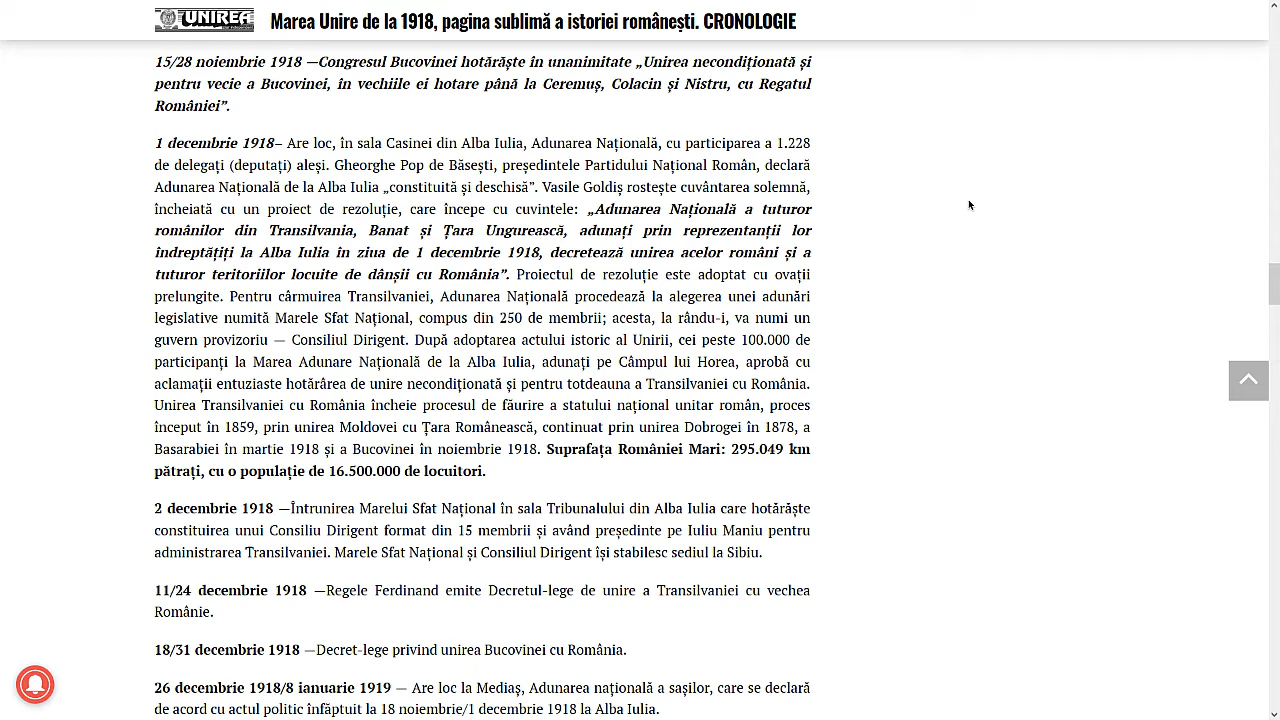 UNIREA
Marea Unire de la 1918, pagina sublimă a istoriei românești. CRONOLOGIE
15/28 noiembrie 1918 —Congresul Bucovinei hotărăște în unanimitate „Unirea necondiționată și
pentru vecie a Bucovinei, în vechiile ei hotare până la Ceremuș, Colacin și Nistru, cu Regatul
României”.
1 decembrie 1918– Are loc, în sala Casinei din Alba Iulia, Adunarea Națională, cu participarea a 1.228
de delegați (deputați) aleși. Gheorghe Pop de Băsești, președintele Partidului Național Român, declară
Adunarea Națională de la Alba Iulia „constituită și deschisă”. Vasile Goldiș rostește cuvântarea solemnă,
încheiată cu un proiect de rezoluție, care începe cu cuvintele: „Adunarea Națională a tuturor
românilor din Transilvania, Banat și Țara Ungurească, adunați prin reprezentanții lor
îndreptățiți la Alba Iulia în ziua de 1 decembrie 1918, decretează unirea acelor români și a
tuturor teritoriilor locuite de dânșii cu România”. Proiectul de rezoluție este adoptat cu ovații
prelungite. Pentru cârmuirea Transilvaniei, Adunarea Națională procedează la alegerea unei adunări
legislative numită Marele Sfat Național, compus din 250 de membrii; acesta, la rându-i, va numi un
guvern provizoriu — Consiliul Dirigent. După adoptarea actului istoric al Unirii, cei peste 100.000 de
participanți la Marea Adunare Națională de la Alba Iulia, adunați pe Câmpul lui Horea, aprobă cu
aclamații entuziaste hotărârea de unire necondiționată și pentru totdeauna a Transilvaniei cu România.
Unirea Transilvaniei cu România încheie procesul de făurire a statului național unitar român, proces
început în 1859, prin unirea Moldovei cu Țara Românească, continuat prin unirea Dobrogei în 1878, a
Basarabiei în martie 1918 și a Bucovinei în noiembrie 1918. Suprafața României Mari: 295.049 km
pătrați, cu o populație de 16.500.000 de locuitori.
2 decembrie 1918 —Întrunirea Marelui Sfat Național în sala Tribunalului din Alba Iulia care hotărăște
constituirea unui Consiliu Dirigent format din 15 membrii și având președinte pe Iuliu Maniu pentru
administrarea Transilvaniei. Marele Sfat Național și Consiliul Dirigent își stabilesc sediul la Sibiu.
11/24 decembrie 1918 —Regele Ferdinand emite Decretul-lege de unire a Transilvaniei cu vechea
Românie.
18/31 decembrie 1918 —Decret-lege privind unirea Bucovinei cu România.
26 decembrie 1918/8 ianuarie 1919 — Are loc la Mediaș, Adunarea națională a sașilor, care se declară
de acord cu actul politic înfăptuit la 18 noiembrie/1 decembrie 1918 la Alba Iulia.